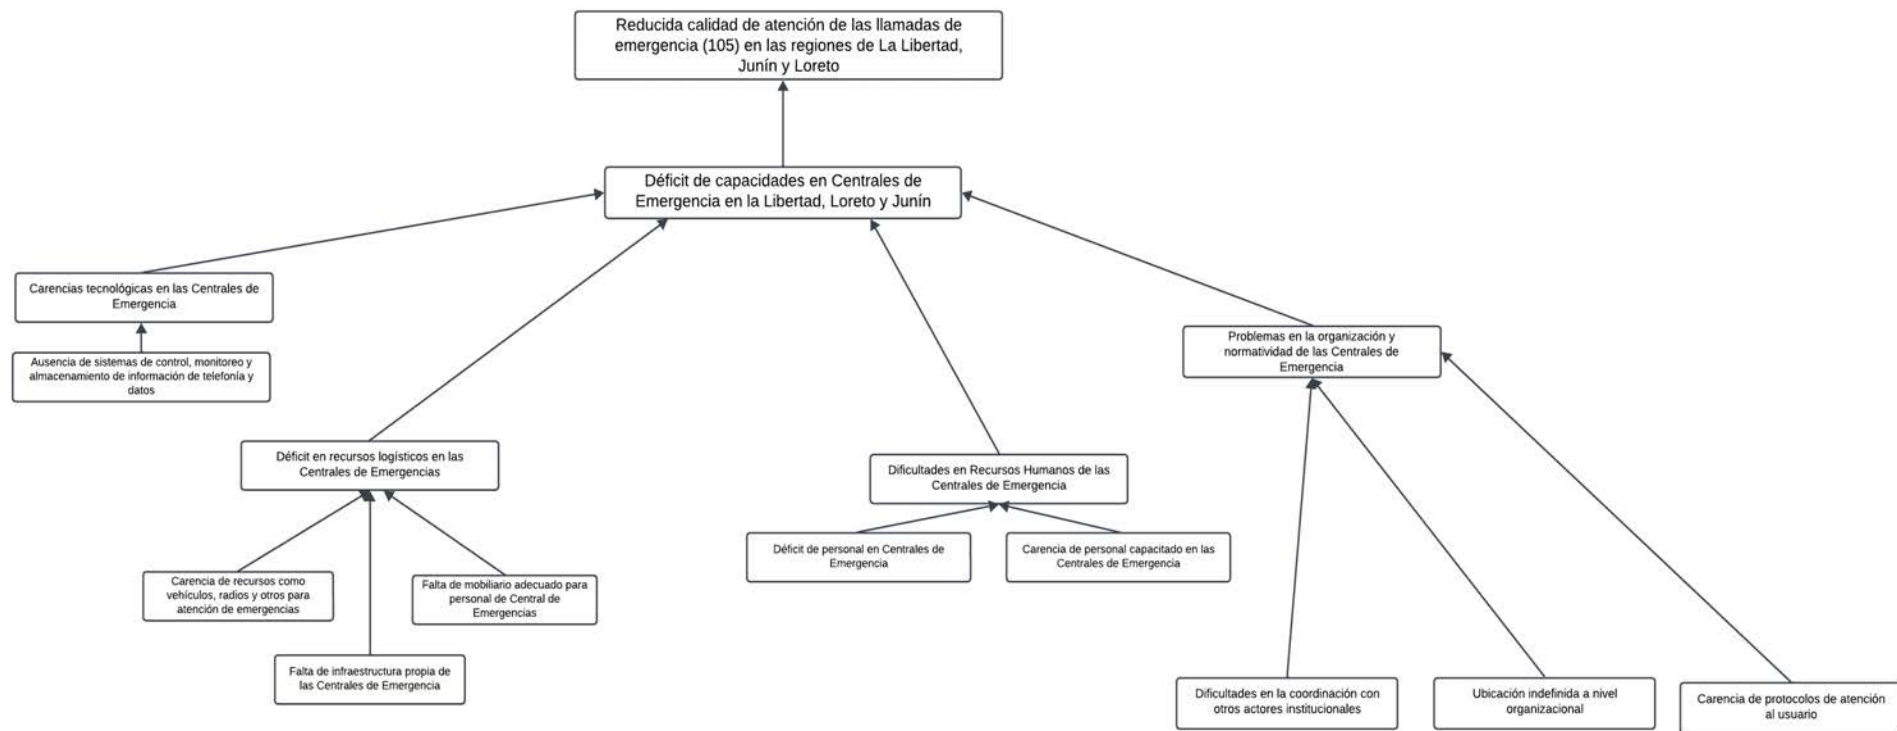 Reducida calidad de atención de las llamadas de
emergencia (105) en las regiones de La Libertad,
Junín y Loreto
Déficit de capacidades en Centrales de
Emergencia en la Libertad, Loreto y Junín
Carencias tecnológicas en las Centrales de
Emergencia
Ausencia de sistemas de control, monitoreo y
almacenamiento de información de telefonía y
datos
Problemas en la organización y
normatividad de las Centrales de
Emergencia
Déficit en recursos logísticos en las
Centrales de Emergencias
Dificultades en Recursos Humanos de las
Centrales de Emergencia
Déficit de personal en Centrales de
Emergencia
Carencia de personal capacitado en las
Centrales de Emergencia
Carencia de recursos como
vehículos, radios y otros para
atención de emergencias
Falta de mobiliario adecuado para
personal de Central de
Emergencias
Falta de infraestructura propia de
las Centrales de Emergencia
Dificultades en la coordinación con
otros actores institucionales
Ubicación indefinida a nivel
organizacional
Carencia de protocolos de atención
al usuario